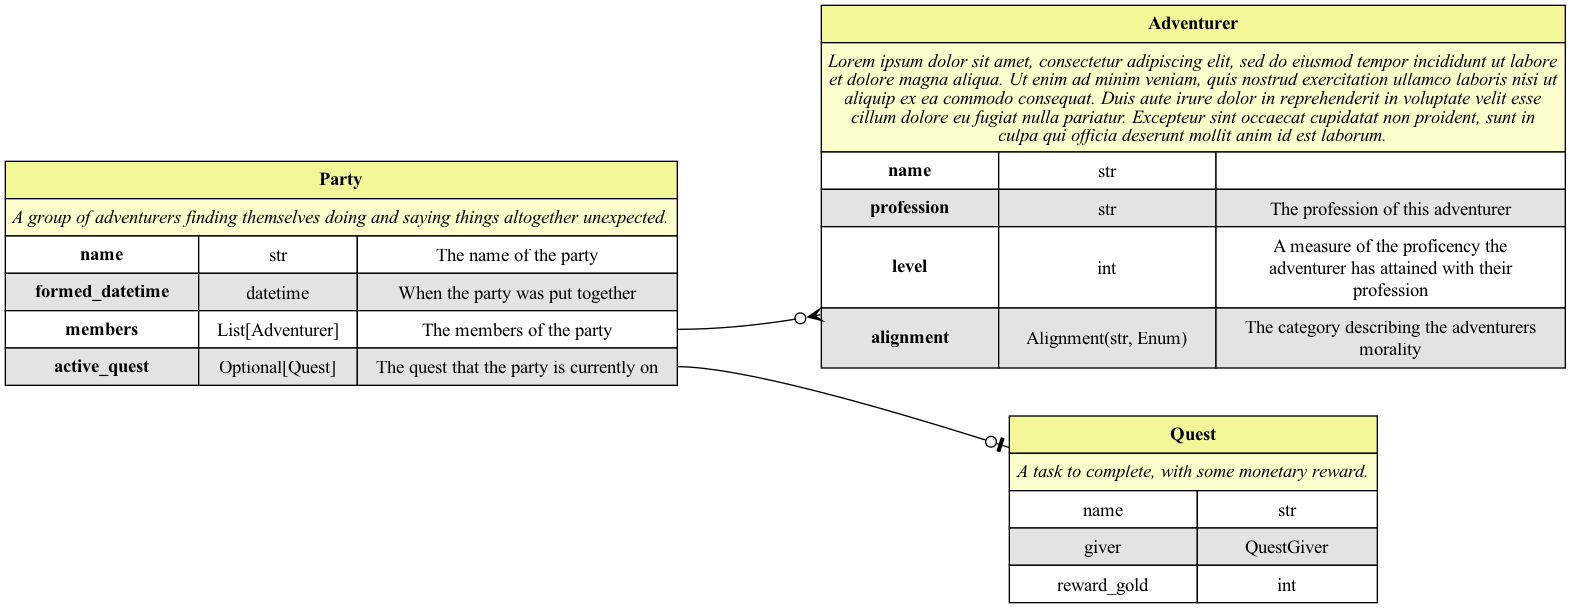 Party
A group of adventurers finding themselves doing and saying things altogether unexpected.
name str The name of the party
formed_datetime datetime When the party was put together
members List[Adventurer] The members of the party
active_quest Optional[Quest] The quest that the party is currently on
Adventurer
Lorem ipsum dolor sit amet, consectetur adipiscing elit, sed do eiusmod tempor incididunt ut labore
et dolore magna aliqua. Ut enim ad minim veniam, quis nostrud exercitation ullamco laboris nisi ut
aliquip ex ea commodo consequat. Duis aute irure dolor in reprehenderit in voluptate velit esse
cillum dolore eu fugiat nulla pariatur. Excepteur sint occaecat cupidatat non proident, sunt in
culpa qui officia deserunt mollit anim id est laborum.
name str
profession str The profession of this adventurer
level int A measure of the proficency the
adventurer has attained with their
profession
alignment Alignment(str, Enum) The category describing the adventurers
morality
Quest
A task to complete, with some monetary reward.
name str
giver QuestGiver
reward_gold int